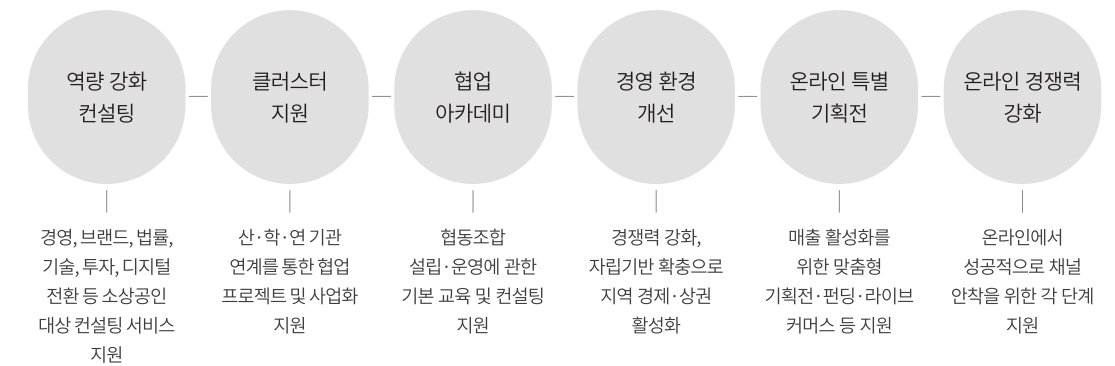 역량 강화
컨설팅
클러스터
지원
협업
아카데미
경영 환경
개선
온라인 특별
기획전
온라인 경쟁력
강화
경영, 브랜드, 법률,
기술, 투자, 디지털
전환 등 소상공인
대상 컨설팅 서비스
지원
산·학·연 기관
연계를 통한 협업
프로젝트 및 사업화
지원
협동조합
설립·운영에 관한
기본 교육 및 컨설팅
지원
경쟁력 강화,
자립기반 확충으로
지역 경제·상권
활성화
매출 활성화를
위한 맞춤형
기획전·펀딩·라이브
커머스 등 지원
온라인에서
성공적으로 채널
안착을 위한 각 단계
지원